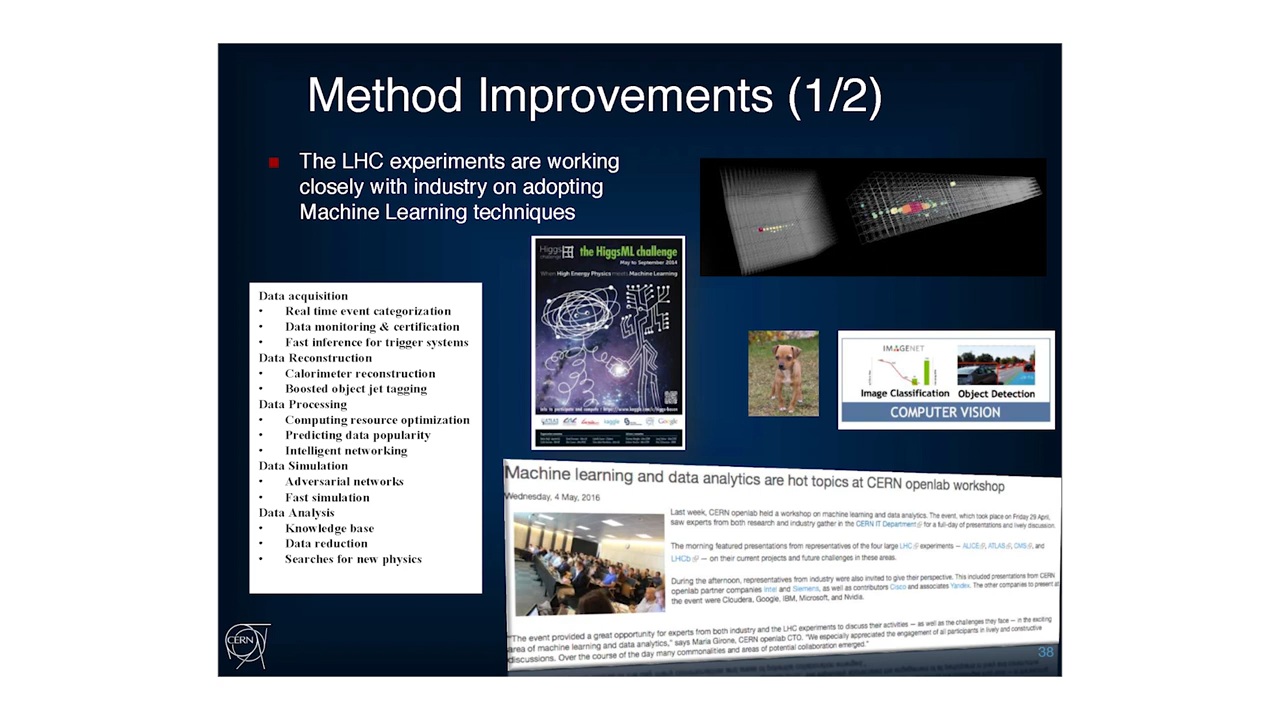 Method Improvements (1/2)
The LHC experiments are working
closely with industry on adopting
Machine Learning techniques
Higgs
challenge
the HiggsML challenge
May to September 2014
When High Energy Physics meets Machine Learning
info to participate and compete : https://www.kaggle.com/c/higgs-boson
kaggle
Google
Data acquisition
• Real time event categorization
• Data monitoring & certification
• Fast inference for trigger systems
Data Reconstruction
• Calorimeter reconstruction
• Boosted object jet tagging
Data Processing
• Computing resource optimization
• Predicting data popularity
• Intelligent networking
Data Simulation
• Adversarial networks
• Fast simulation
Data Analysis
• Knowledge base
• Data reduction
• Searches for new physics
IMAGENET
Image Classification
Object Detection
COMPUTER VISION
Machine learning and data analytics are hot topics at CERN openlab workshop
Wednesday, 4 May, 2016
Last week, CERN openlab held a workshop on machine learning and data analytics. The event, which took place on Friday 29 April,
saw experts from both research and industry gather in the CERN IT Department for a full-day of presentations and lively discussion.
The morning featured presentations from representatives of the four large LHC experiments — ALICE, ATLAS, CMS, and
LHCb — on their current projects and future challenges in these areas.
During the afternoon, representatives from industry were also invited to give their perspective. This included presentations from CERN
openlab partner companies Intel and Siemens, as well as contributors Cisco and associates Yandex. The other companies to present at
the event were Cloudera, Google, IBM, Microsoft, and Nvidia.
"The event provided a great opportunity for experts from both industry and the LHC experiments to discuss their activities — as well as the challenges they face — in the exciting
area of machine learning and data analytics," says Maria Girone, CERN openlab CTO. "We especially appreciated the engagement of all participants in lively and constructive
discussions. Over the course of the day many commonalities and areas of potential collaboration emerged."
CERN
38